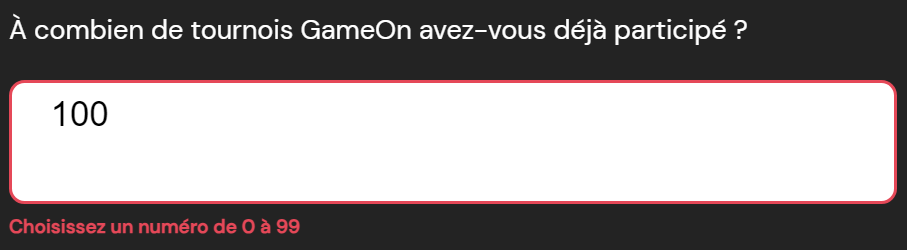 À combien de tournois GameOn avez-vous déjà participé ?
100
Choisissez un numéro de 0 à 99